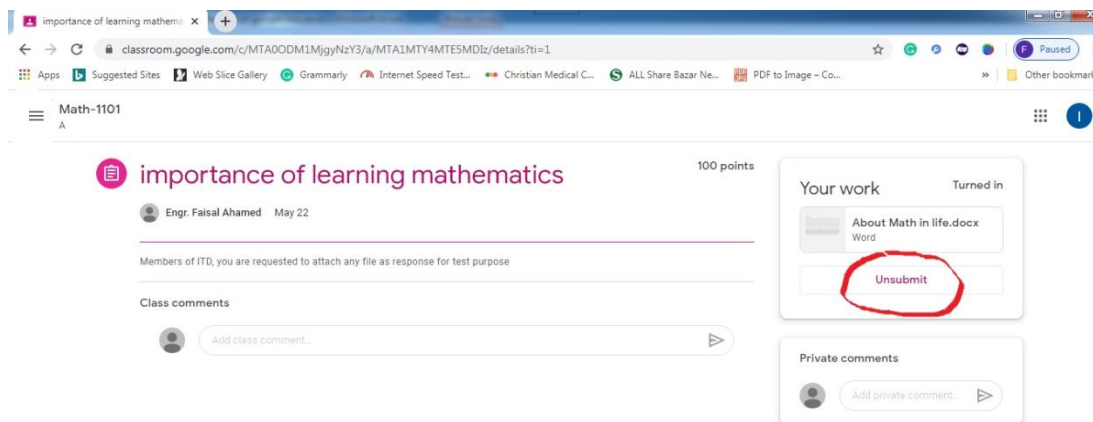 importance of learning mathema
classroom.google.com/c/MTA0ODM1MjgyNzY3/a/MTA1MTY4MTE5MDIz/details?ti=1
Paused
Apps Suggested Sites Web Slice Gallery Grammarly Internet Speed Test... Christian Medical C... ALL Share Bazar Ne... PDF to Image – Co... » Other bookmark
Math-1101
A
I
importance of learning mathematics
100 points
Engr. Faisal Ahamed May 22
Members of ITD, you are requested to attach any file as response for test purpose
Class comments
Add class comment...
Your work Turned in
About Math in life.docx
Word
Unsubmit
Private comments
Add private comment...